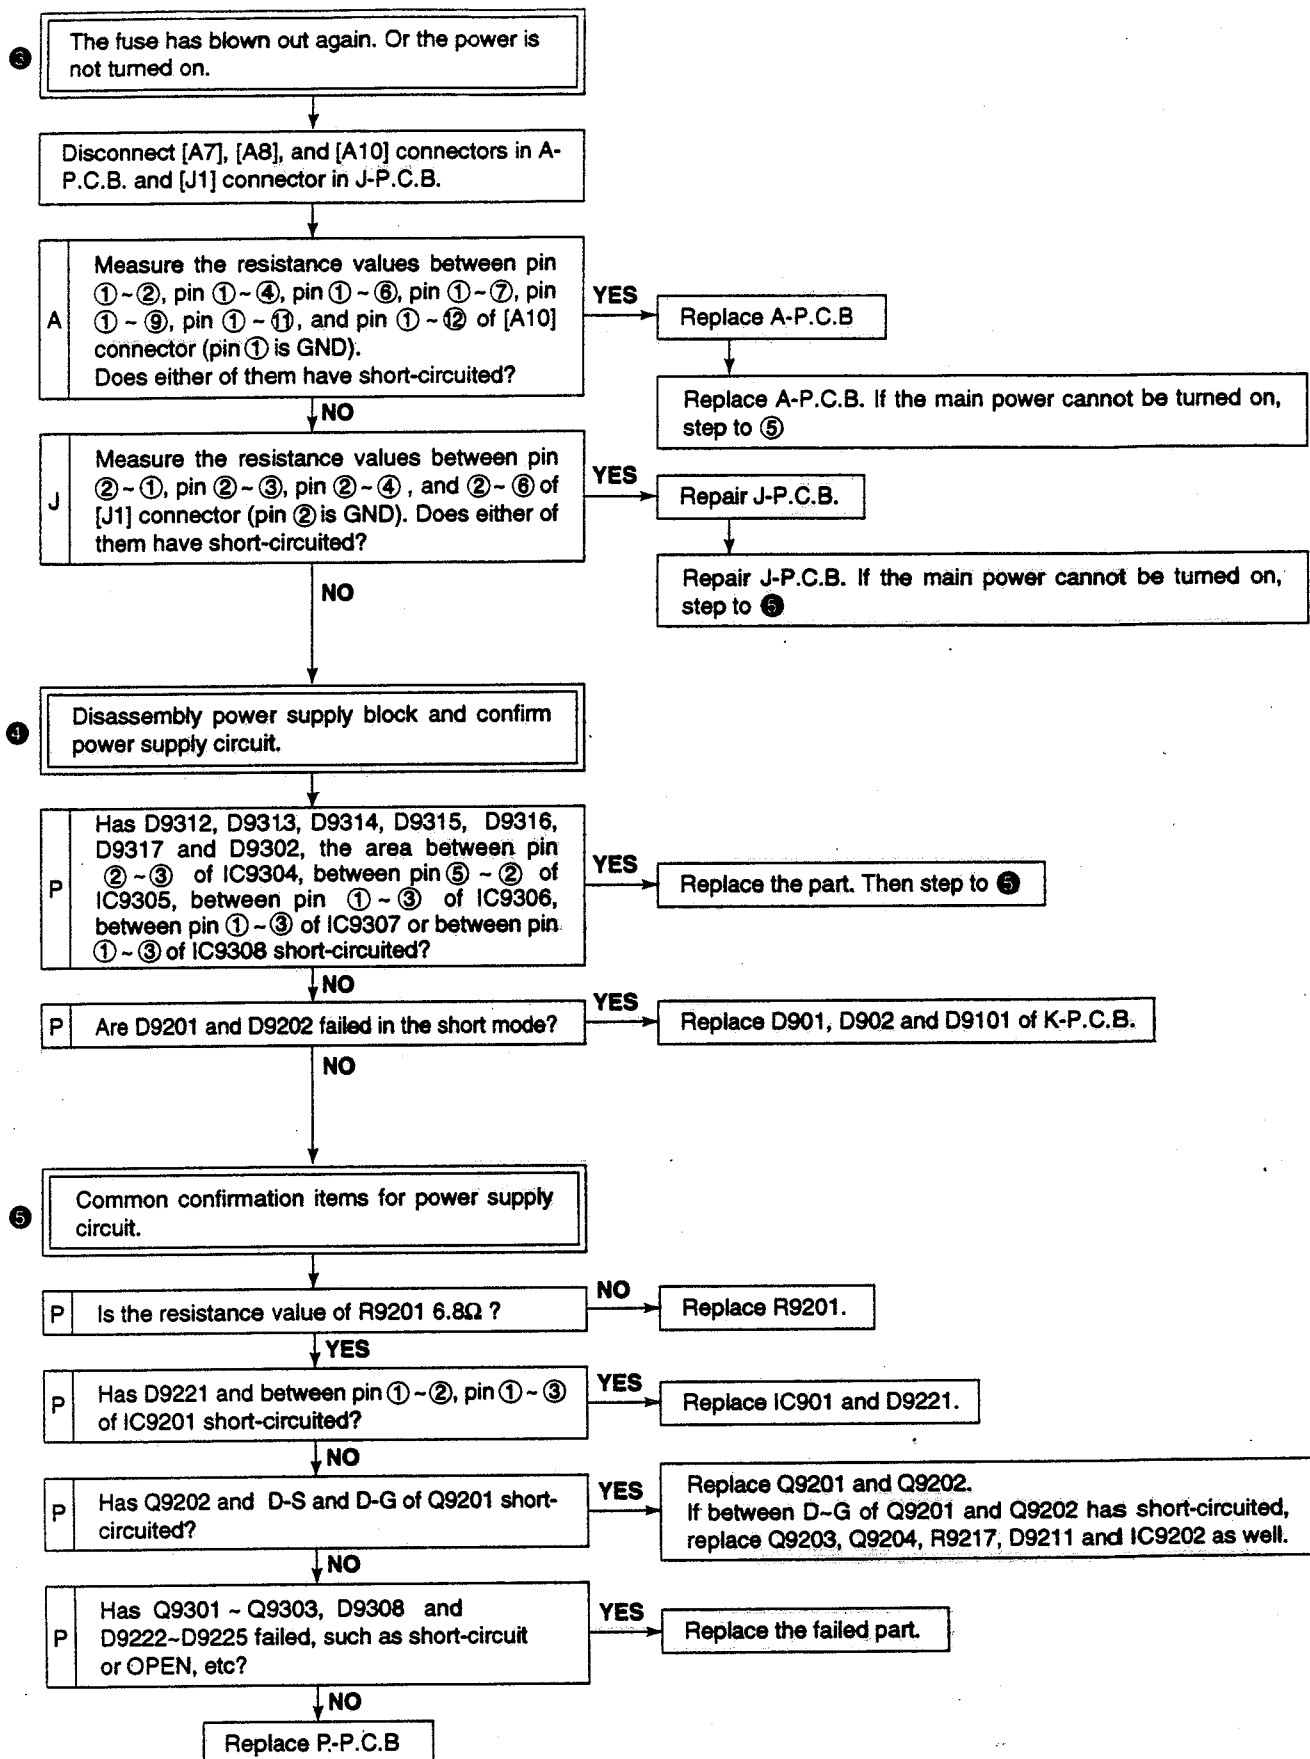 ❸
The fuse has blown out again. Or the power is
not turned on.
Disconnect [A7], [A8], and [A10] connectors in A-
P.C.B. and [J1] connector in J-P.C.B.
A
Measure the resistance values between pin
①~②, pin ①~④, pin ①~⑥, pin ①~⑦, pin
①~⑨, pin ①~⑪, and pin ①~⑫ of [A10]
connector (pin ① is GND).
Does either of them have short-circuited?
YES
Replace A-P.C.B
Replace A-P.C.B. If the main power cannot be turned on,
step to ⑤
NO
J
Measure the resistance values between pin
②~①, pin ②~③, pin ②~④, and ②~⑥ of
[J1] connector (pin ② is GND). Does either of
them have short-circuited?
YES
Repair J-P.C.B.
Repair J-P.C.B. If the main power cannot be turned on,
step to ❺
NO
❹
Disassembly power supply block and confirm
power supply circuit.
P
Has D9312, D9313, D9314, D9315, D9316,
D9317 and D9302, the area between pin
②~③ of IC9304, between pin ⑤~② of
IC9305, between pin ①~③ of IC9306,
between pin ①~③ of IC9307 or between pin
①~③ of IC9308 short-circuited?
YES
Replace the part. Then step to ❺
NO
P
Are D9201 and D9202 failed in the short mode?
YES
Replace D901, D902 and D9101 of K-P.C.B.
NO
❺
Common confirmation items for power supply
circuit.
P
Is the resistance value of R9201 6.8Ω ?
NO
Replace R9201.
YES
P
Has D9221 and between pin ①~②, pin ①~③
of IC9201 short-circuited?
YES
Replace IC901 and D9221.
NO
P
Has Q9202 and D-S and D-G of Q9201 short-
circuited?
YES
Replace Q9201 and Q9202.
If between D~G of Q9201 and Q9202 has short-circuited,
replace Q9203, Q9204, R9217, D9211 and IC9202 as well.
NO
P
Has Q9301 ~ Q9303, D9308 and
D9222~D9225 failed, such as short-circuit
or OPEN, etc?
YES
Replace the failed part.
NO
Replace P.-P.C.B